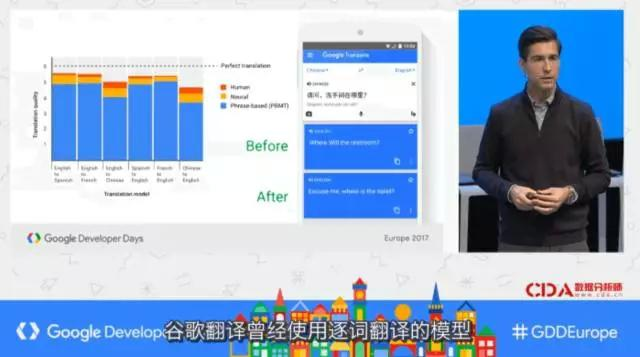 Perfect translation
6
5
4
3
2
1
Translation quality
Human
Neural
Phrase-based (PBMT)
English to Spanish
English to French
English to Chinese
Spanish to English
French to English
Chinese to English
Translation model
Before
After
Google Translate
Chinese
English
请问，洗手间在哪里?
Where Will the restroom?
Excuse me, where is the toilet?
Google Developer Days
Europe 2017
CDA 数据分析师
www.cda.cn
Google Develope
谷歌翻译曾经使用逐词翻译的模型
#GDDEurope